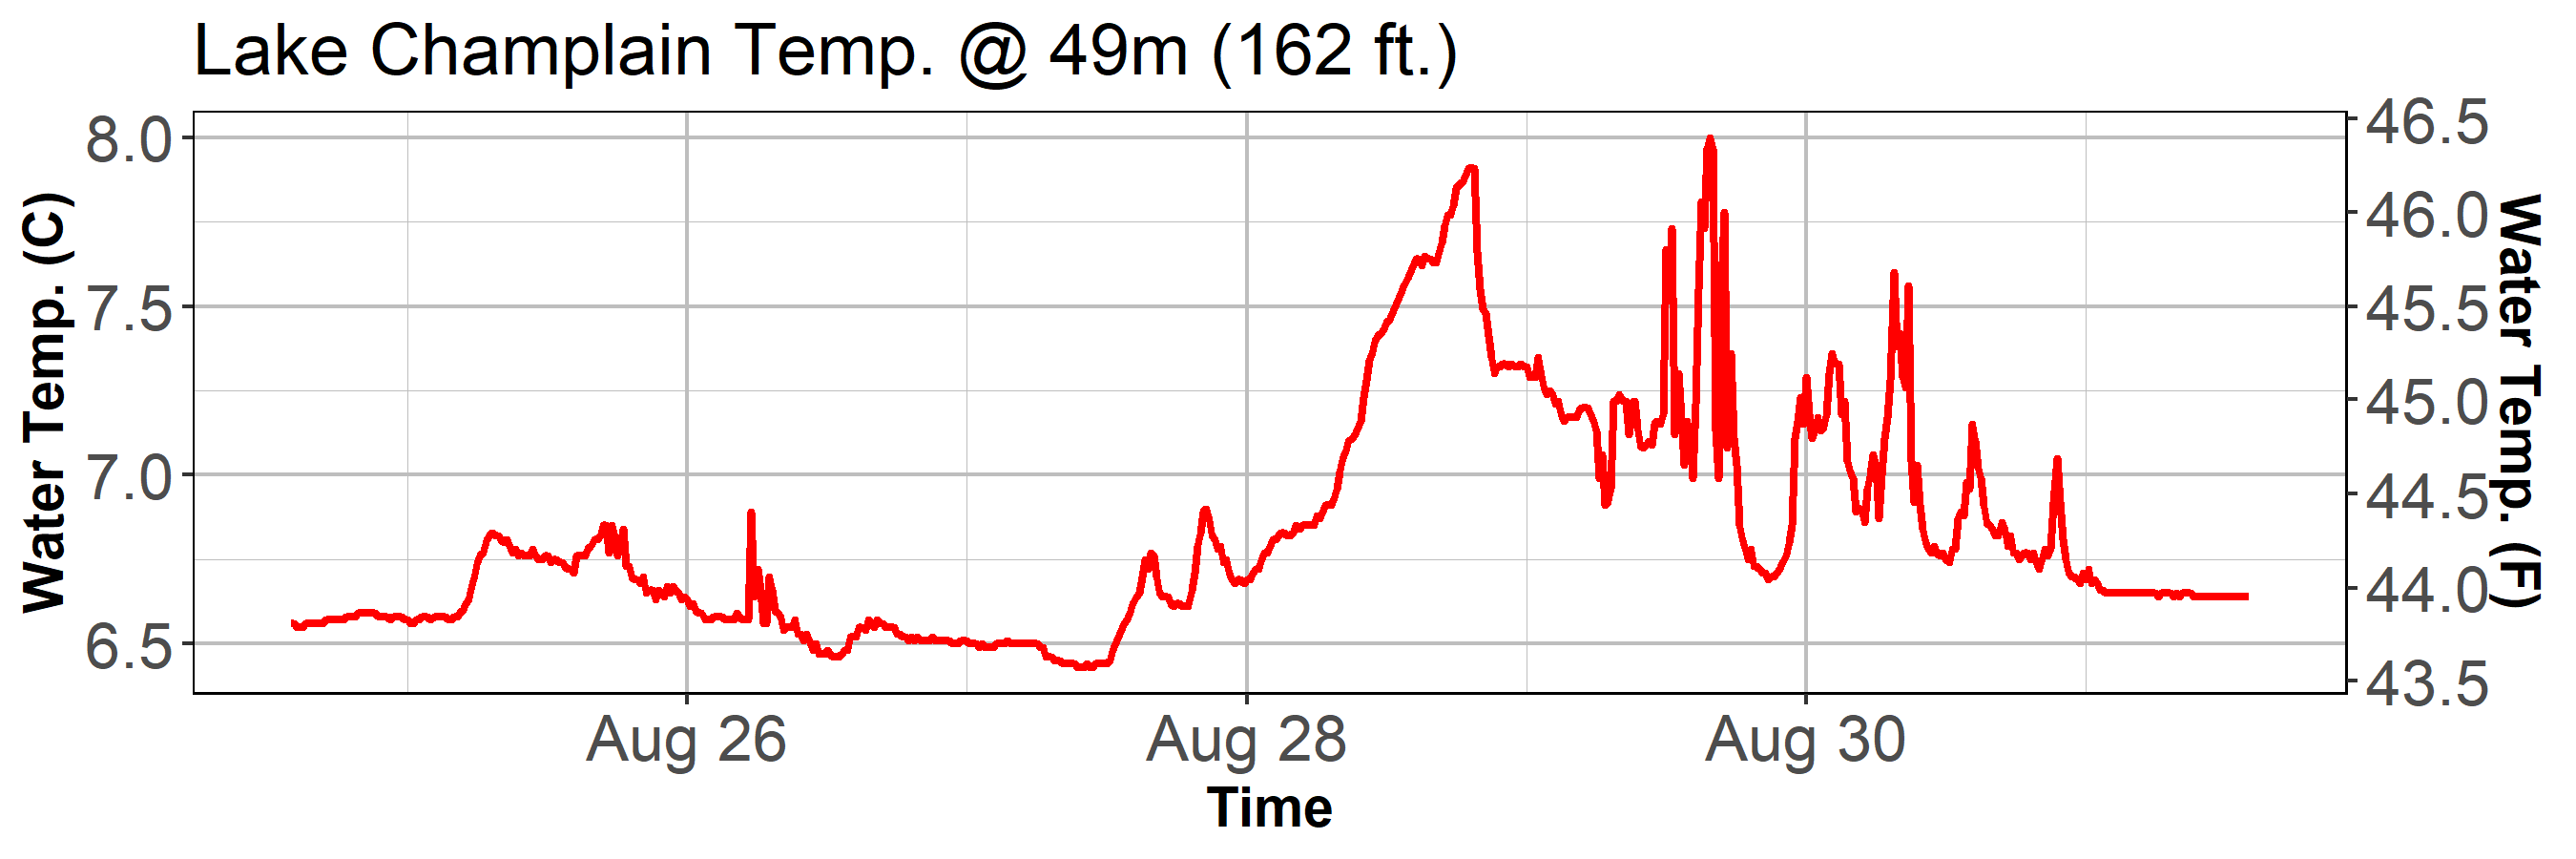 Lake Champlain Temp. @ 49m (162 ft.)
Water Temp. (C)
8.0
7.5
7.0
6.5
46.5
46.0
45.5
45.0
44.5
44.0
43.5
Water Temp. (F)
Aug 26
Aug 28
Aug 30
Time